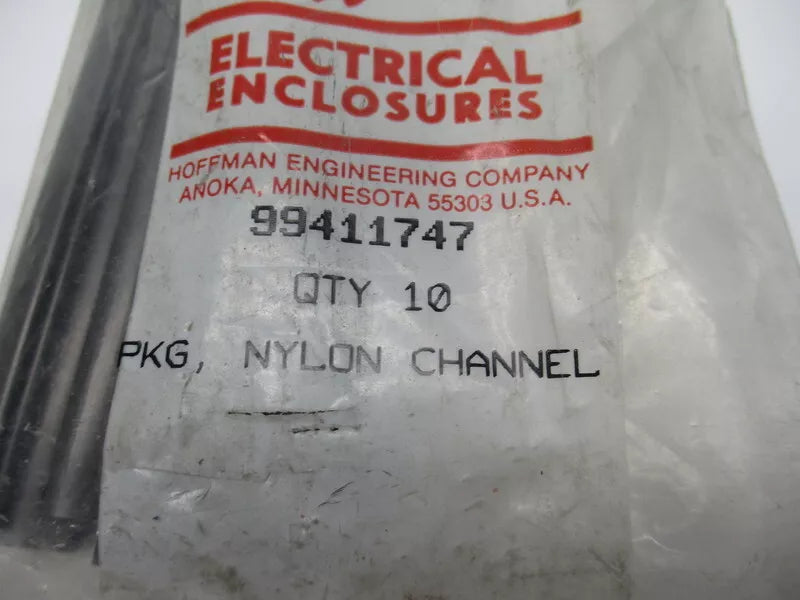 ELECTRICAL
ENCLOSURES
HOFFMAN ENGINEERING COMPANY
ANOKA, MINNESOTA 55303 U.S.A.
99411747
QTY 10
PKG, NYLON CHANNEL